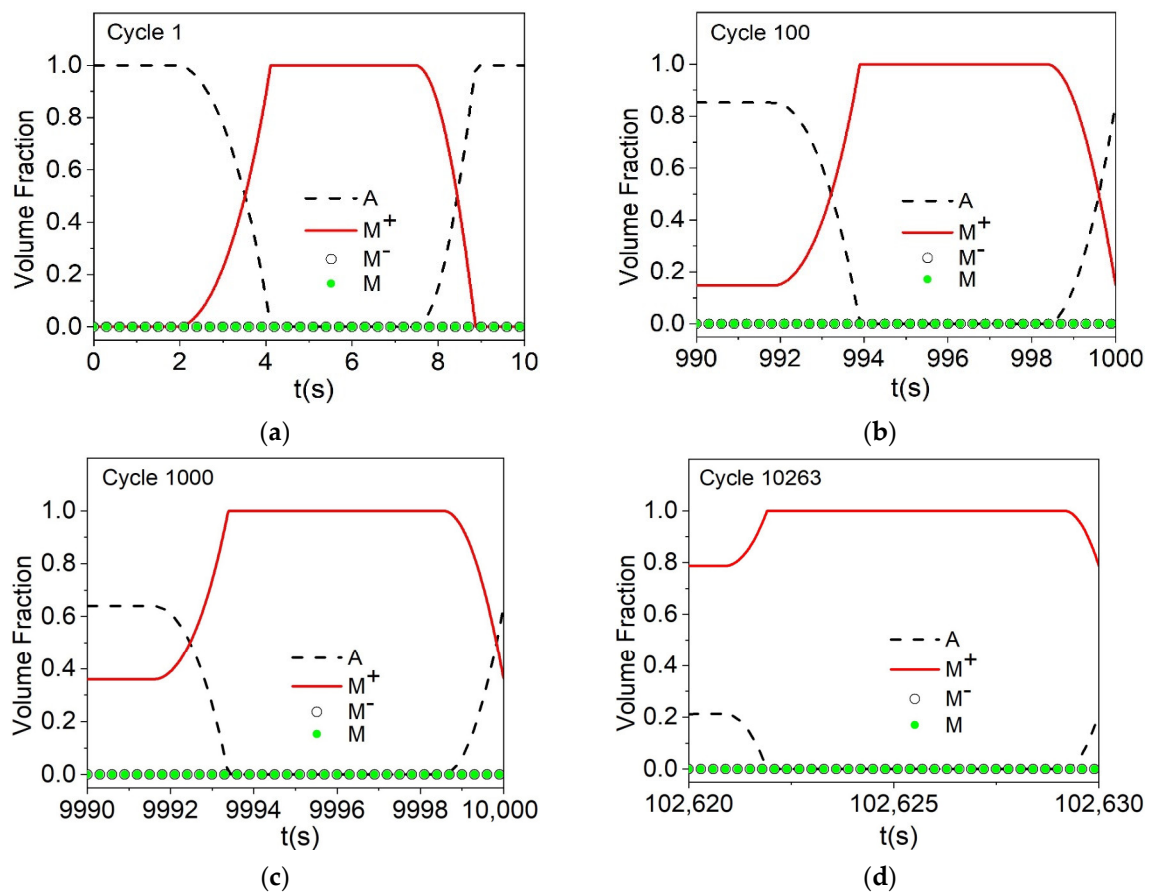 Cycle 1
Volume Fraction
1.0
0.8
0.6
0.4
0.2
0.0
A
M⁺
M⁻
M
0 2 4 6 8 10
t(s)
(a)
Cycle 100
Volume Fraction
1.0
0.8
0.6
0.4
0.2
0.0
A
M⁺
M⁻
M
990 992 994 996 998 1000
t(s)
(b)
Cycle 1000
Volume Fraction
1.0
0.8
0.6
0.4
0.2
0.0
A
M⁺
M⁻
M
9990 9992 9994 9996 9998 10,000
t(s)
(c)
Cycle 10263
Volume Fraction
1.0
0.8
0.6
0.4
0.2
0.0
A
M⁺
M⁻
M
102,620 102,625 102,630
t(s)
(d)